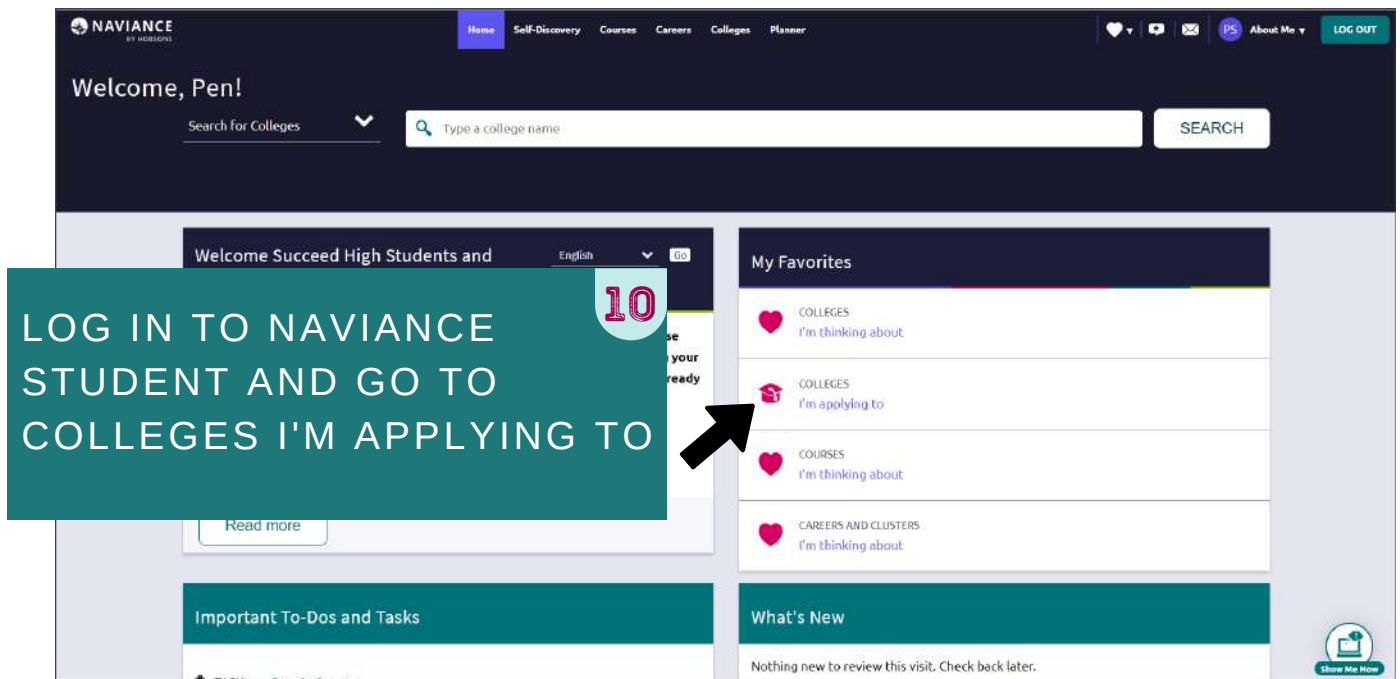 NAVIANCE
BY HOBSONS
Home Self-Discovery Courses Careers Colleges Planner
PS About Me LOG OUT
Welcome, Pen!
Search for Colleges Type a college name SEARCH
Welcome Succeed High Students and English Go
My Favorites
10
LOG IN TO NAVIANCE
STUDENT AND GO TO
COLLEGES I'M APPLYING TO
se
your
ready
Read more
COLLEGES
I'm thinking about
COLLEGES
I'm applying to
COURSES
I'm thinking about
CAREERS AND CLUSTERS
I'm thinking about
Important To-Dos and Tasks
What's New
Nothing new to review this visit. Check back later.
Show Me How